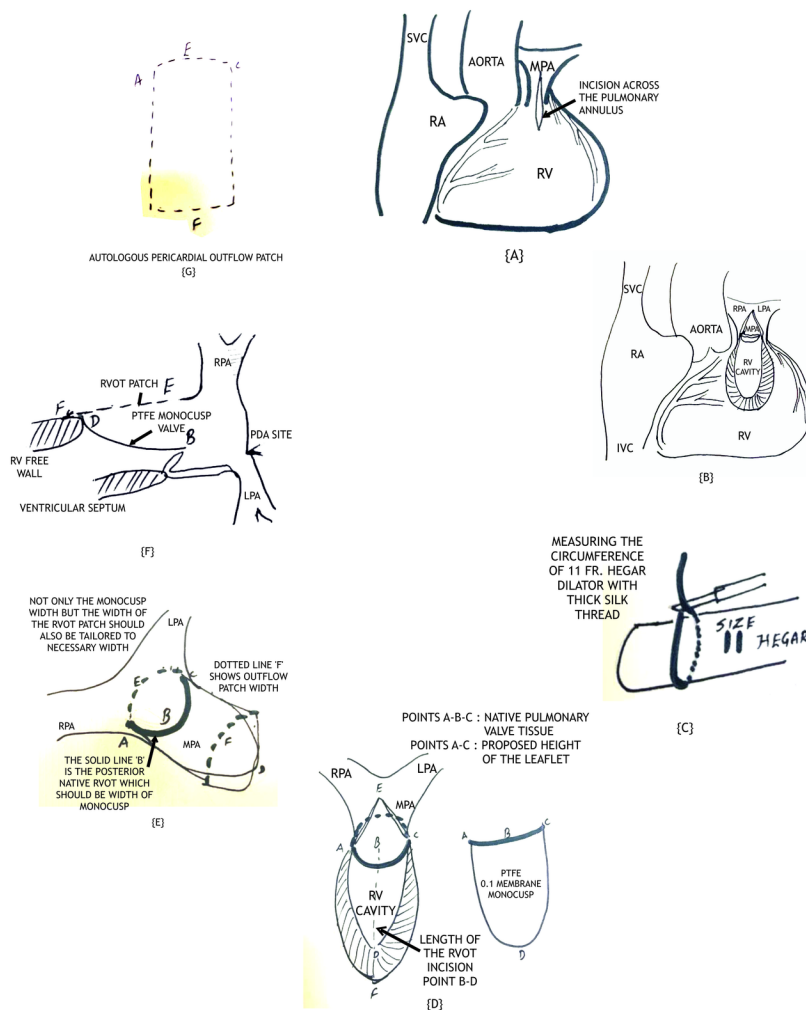 E
A
C
F
AUTOLOGOUS PERICARDIAL OUTFLOW PATCH
{G}
SVC
AORTA
MPA
INCISION ACROSS
THE PULMONARY
ANNULUS
RA
RV
{A}
SVC
RPA
LPA
AORTA
MPA
RA
RV
CAVITY
IVC
RV
{B}
RPA
RVOT PATCH
E
F
D
PTFE MONOCUSP
VALVE
B
PDA SITE
RV FREE
WALL
LPA
VENTRICULAR SEPTUM
{F}
MEASURING THE
CIRCUMFERENCE
OF 11 FR. HEGAR
DILATOR WITH
THICK SILK
THREAD
SIZE
11 HEGAR
{C}
NOT ONLY THE MONOCUSP
WIDTH BUT THE WIDTH OF
THE RVOT PATCH SHOULD
ALSO BE TAILORED TO
NECESSARY WIDTH
LPA
DOTTED LINE 'F'
SHOWS OUTFLOW
PATCH WIDTH
E
C
B
RPA
A
MPA
F
D
THE SOLID LINE 'B'
IS THE POSTERIOR
NATIVE RVOT WHICH
SHOULD BE WIDTH OF
MONOCUSP
{E}
POINTS A-B-C : NATIVE PULMONARY
VALVE TISSUE
POINTS A-C : PROPOSED HEIGHT
OF THE LEAFLET
RPA
LPA
E
MPA
A
B
C
RV
CAVITY
D
F
LENGTH OF
THE RVOT
INCISION
POINT B-D
A
B
C
PTFE
0.1 MEMBRANE
MONOCUSP
D
{D}